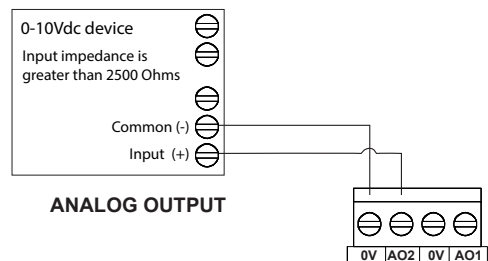 0-10Vdc device
Input impedance is
greater than 2500 Ohms
Common (-)
Input (+)
ANALOG OUTPUT
0V AO2 0V AO1